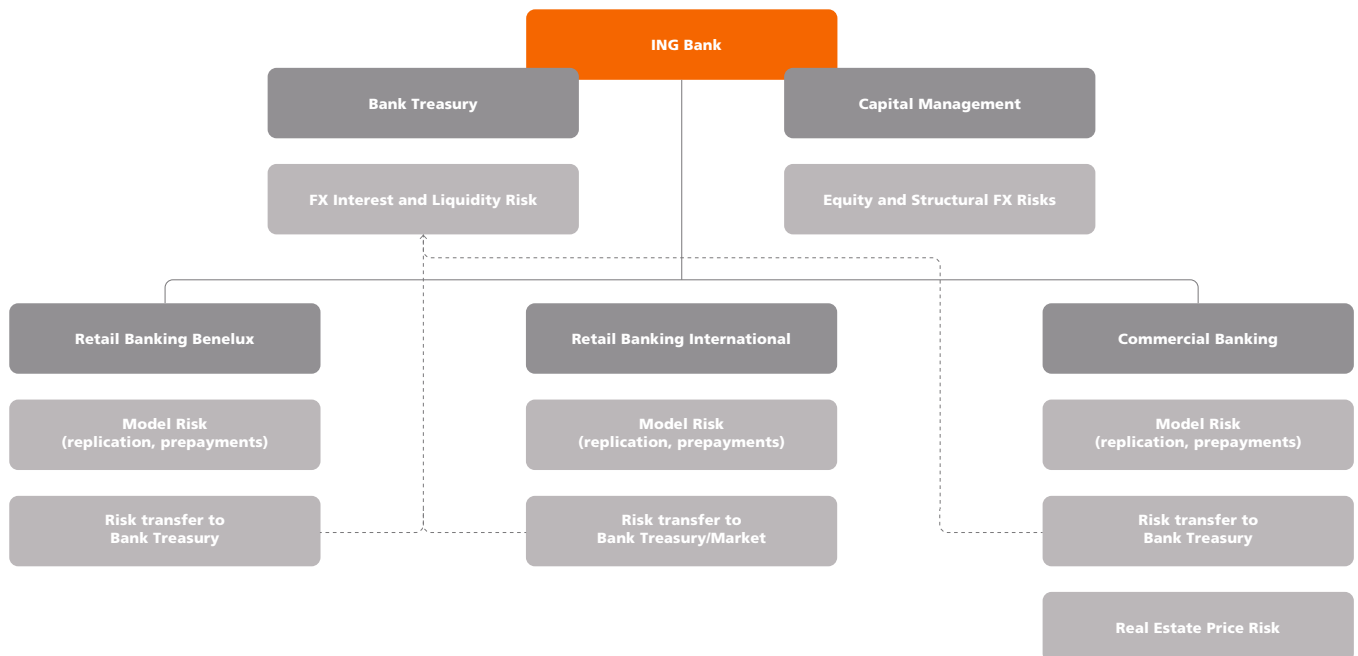 ING Bank
Bank Treasury
Capital Management
FX Interest and Liquidity Risk
Equity and Structural FX Risks
Retail Banking Benelux
Retail Banking International
Commercial Banking
Model Risk
(replication, prepayments)
Model Risk
(replication, prepayments)
Model Risk
(replication, prepayments)
Risk transfer to
Bank Treasury
Risk transfer to
Bank Treasury/Market
Risk transfer to
Bank Treasury
Real Estate Price Risk